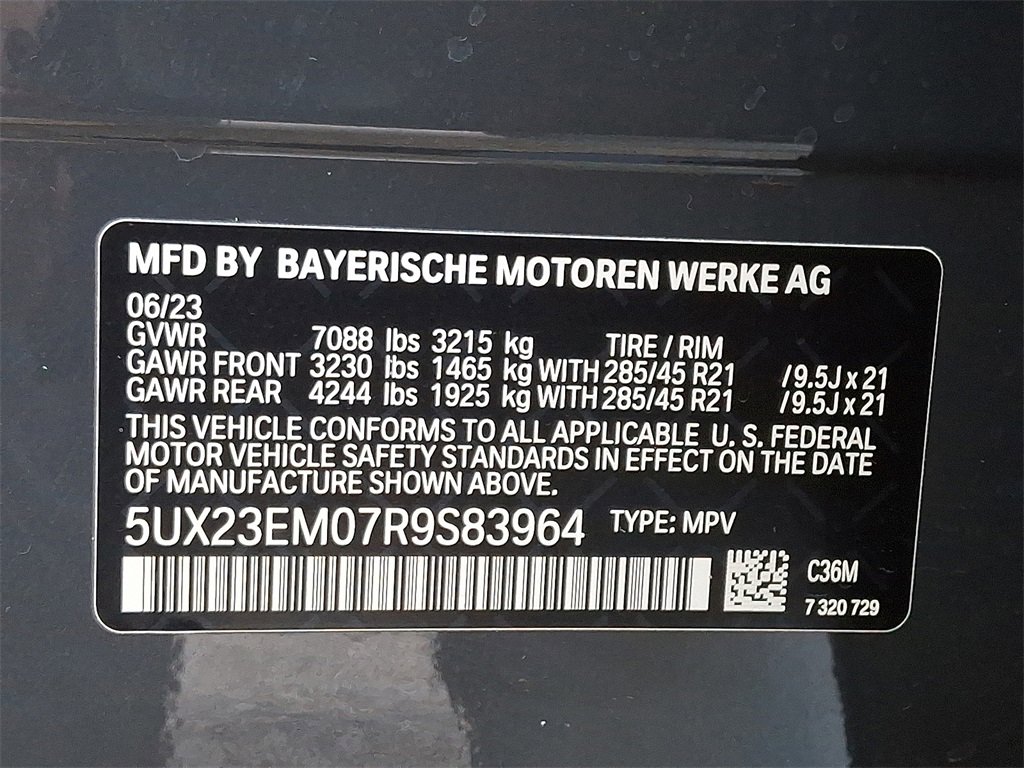 MFD BY BAYERISCHE MOTOREN WERKE AG
06/23
GVWR 7088 lbs 3215 kg TIRE / RIM
GAWR FRONT 3230 lbs 1465 kg WITH 285/45 R21 /9.5J x 21
GAWR REAR 4244 lbs 1925 kg WITH 285/45 R21 /9.5J x 21
THIS VEHICLE CONFORMS TO ALL APPLICABLE U. S. FEDERAL
MOTOR VEHICLE SAFETY STANDARDS IN EFFECT ON THE DATE
OF MANUFACTURE SHOWN ABOVE.
5UX23EM07R9S83964 TYPE: MPV
C36M
7 320 729